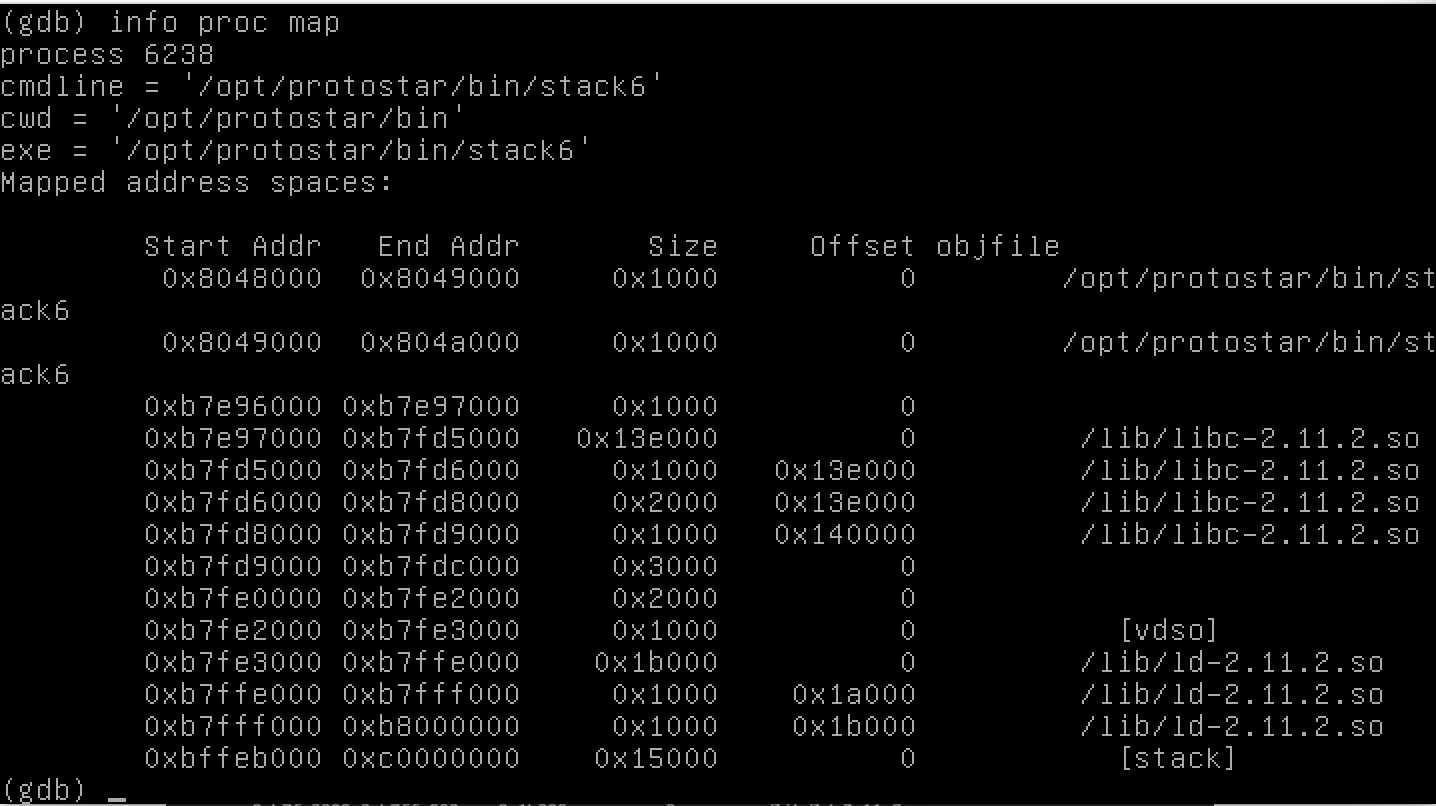 (gdb) info proc map
process 6238
cmdline = '/opt/protostar/bin/stack6'
cwd = '/opt/protostar/bin'
exe = '/opt/protostar/bin/stack6'
Mapped address spaces:
Start Addr End Addr Size Offset objfile
0x8048000 0x8049000 0x1000 0 /opt/protostar/bin/st
ack6
0x8049000 0x804a000 0x1000 0 /opt/protostar/bin/st
ack6
0xb7e96000 0xb7e97000 0x1000 0
0xb7e97000 0xb7fd5000 0x13e000 0 /lib/libc-2.11.2.so
0xb7fd5000 0xb7fd6000 0x1000 0x13e000 /lib/libc-2.11.2.so
0xb7fd6000 0xb7fd8000 0x2000 0x13e000 /lib/libc-2.11.2.so
0xb7fd8000 0xb7fd9000 0x1000 0x140000 /lib/libc-2.11.2.so
0xb7fd9000 0xb7fdc000 0x3000 0
0xb7fe0000 0xb7fe2000 0x2000 0
0xb7fe2000 0xb7fe3000 0x1000 0 [vdso]
0xb7fe3000 0xb7ffe000 0x1b000 0 /lib/ld-2.11.2.so
0xb7ffe000 0xb7fff000 0x1000 0x1a000 /lib/ld-2.11.2.so
0xb7fff000 0xb8000000 0x1000 0x1b000 /lib/ld-2.11.2.so
0xbffeb000 0xc0000000 0x15000 0 [stack]
(gdb) _